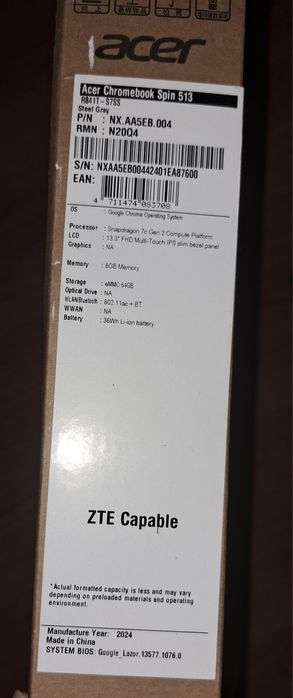 acer
Acer Chromebook Spin 513
R841T-S7SS
Steel Gray
P/N : NX.AA5EB.004
RMN : N20Q4
S/N: NXAA5EB00442401EA87600
EAN:
4 711474 083708
OS : Google Chrome Operating System
Processor : Snapdragon 7c Gen 2 Compute Platform
LCD : 13.3" FHD Multi-Touch IPS slim bezel panel
Graphics : NA
Memory : 8GB Memory
Storage : eMMC 64GB
Optical Drive : NA
WLAN/Bluetooth : 802.11ac + BT
WWAN : NA
Battery : 36Wh Li-ion battery
ZTE Capable
*Actual formatted capacity is less and may vary
depending on preloaded materials and operating
environment.
Manufacture Year: 2024
Made in China
SYSTEM BIOS: Google_Lazor.13577.1076.0